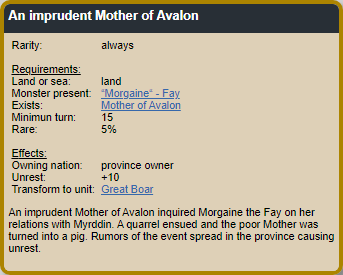 An imprudent Mother of Avalon
Rarity: always
Requirements:
Land or sea: land
Monster present: "Morgaine" - Fay
Exists: Mother of Avalon
Minimun turn: 15
Rare: 5%
Effects:
Owning nation: province owner
Unrest: +10
Transform to unit: Great Boar
An imprudent Mother of Avalon inquired Morgaine the Fay on her
relations with Myrddin. A quarrel ensued and the poor Mother was
turned into a pig. Rumors of the event spread in the province causing
unrest.